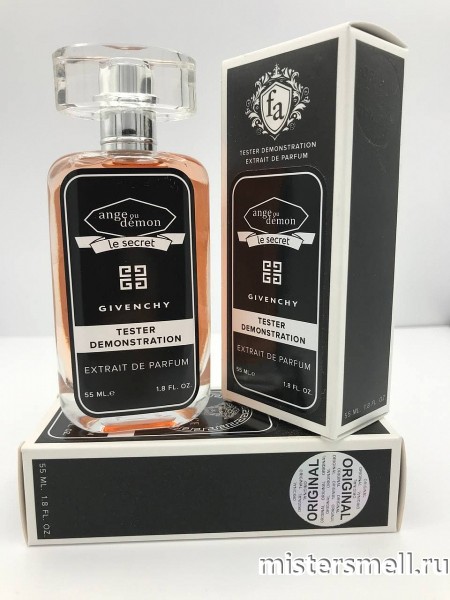 ange ou
démon
le secret
GIVENCHY
TESTER
DEMONSTRATION
EXTRAIT DE PARFUM
55 ML.e 1.8 FL. OZ
fa
TESTER DEMONSTRATION
EXTRAIT DE PARFUM
ange ou
démon
le secret
GIVENCHY
TESTER
DEMONSTRATION
EXTRAIT DE PARFUM
55 ML.e 1.8 FL. OZ
55 ML. 1.8 FL. OZ
ORIGINAL
ORIGINAL
mistersmell.ru